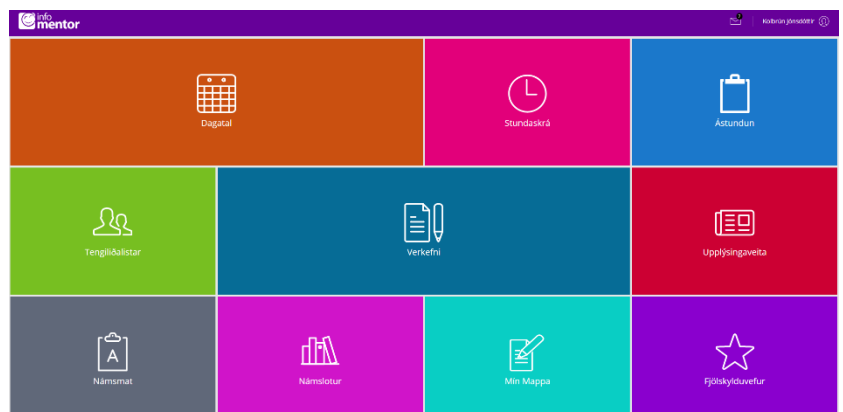 info
mentor
Kolbrún Jónsdóttir
Dagatal
Stundaskrá
Ástundun
Tengiliðalistar
Verkefni
Upplýsingaveita
A
Námsmat
Námslotur
Mín Mappa
Fjölskylduvefur